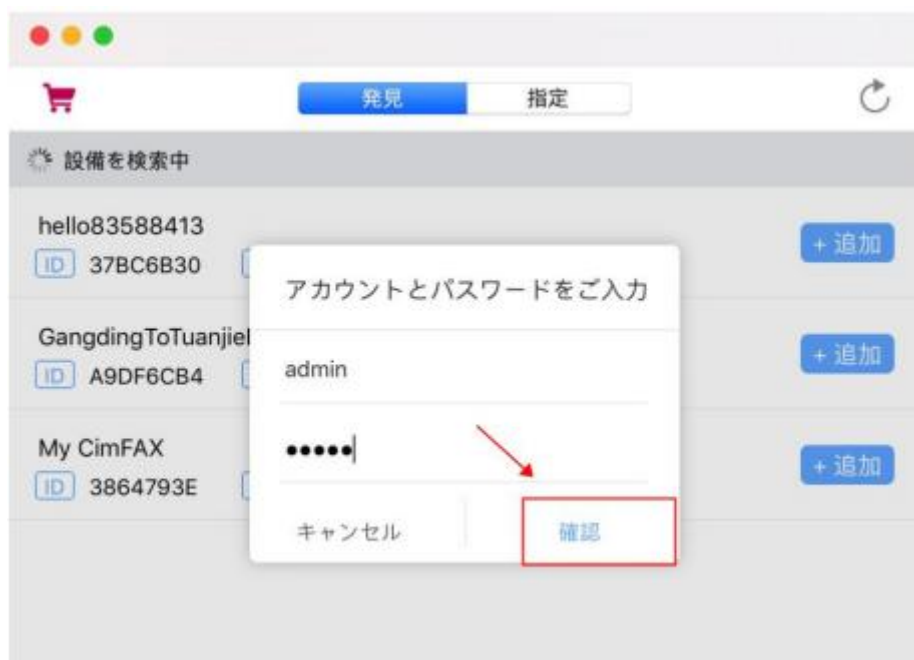 発見 指定
設備を検索中
hello83588413
+ 追加
ID 37BC6B30
アカウントとパスワードをご入力
GangdingToTuanjie
+ 追加
ID A9DF6CB4
admin
My CimFAX
•••••
+ 追加
ID 3864793E
キャンセル 確認